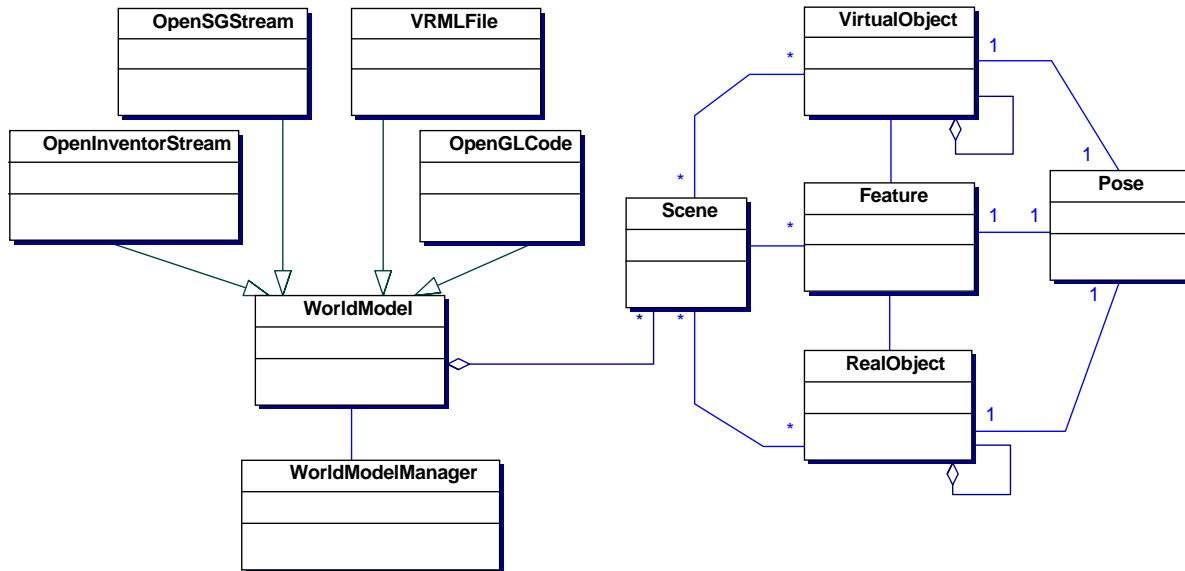 OpenSGStream
VRMLFile
VirtualObject
*
1
OpenInventorStream
OpenGLCode
*
1
Scene
Feature
Pose
*
1
1
WorldModel
*
*
1
RealObject
*
1
WorldModelManager